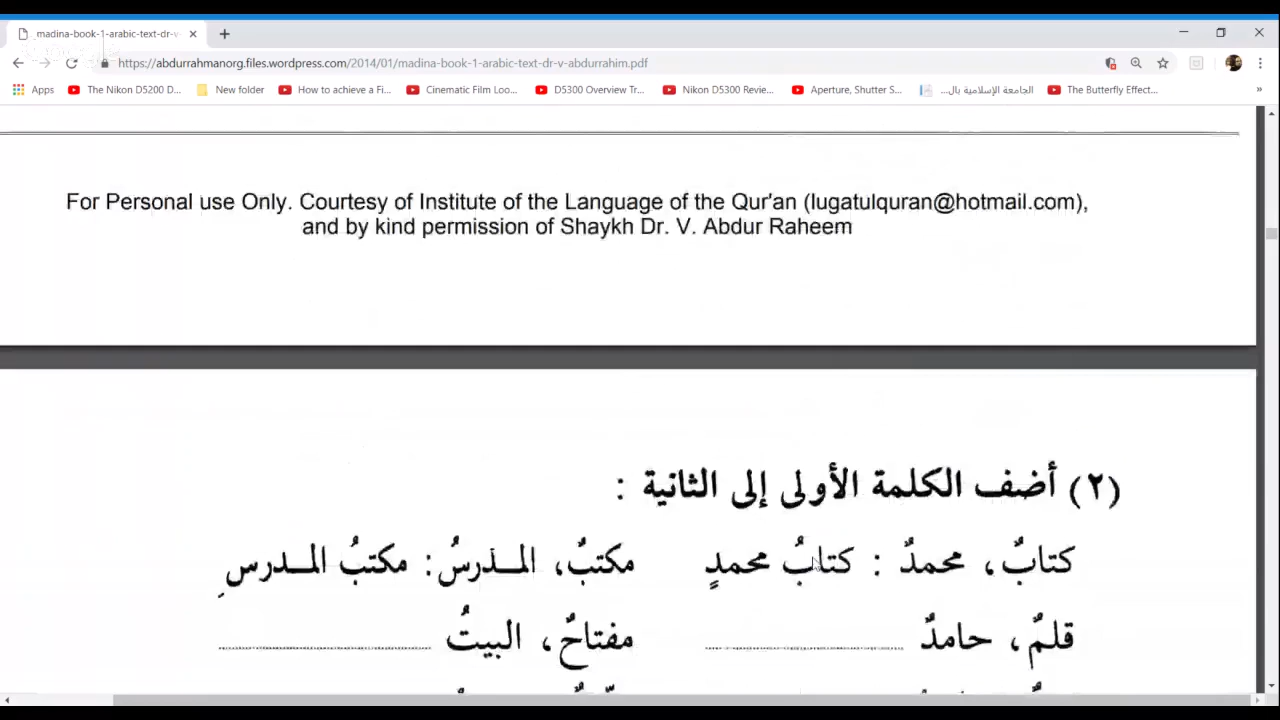 madina-book-1-arabic-text-dr-v-
https://abdurrahmanorg.files.wordpress.com/2014/01/madina-book-1-arabic-text-dr-v-abdurrahim.pdf
Apps The Nikon D5200 D... New folder How to achieve a Fi... Cinematic Film Loo... D5300 Overview Tr... Nikon D5300 Revie... Aperture, Shutter S... الجامعة الإسلامية بال... The Butterfly Effect... »
For Personal use Only. Courtesy of Institute of the Language of the Qur'an (lugatulquran@hotmail.com),
and by kind permission of Shaykh Dr. V. Abdur Raheem
(٢) أضف الكلمة الأولى إلى الثانية :
كتابٌ، محمدٌ : كتابُ محمدٍ مكتبٌ، المـدرسُ : مكتبُ المـدرسِ
قلمٌ، حامدٌ .................... مفتاحٌ، البيتُ ....................